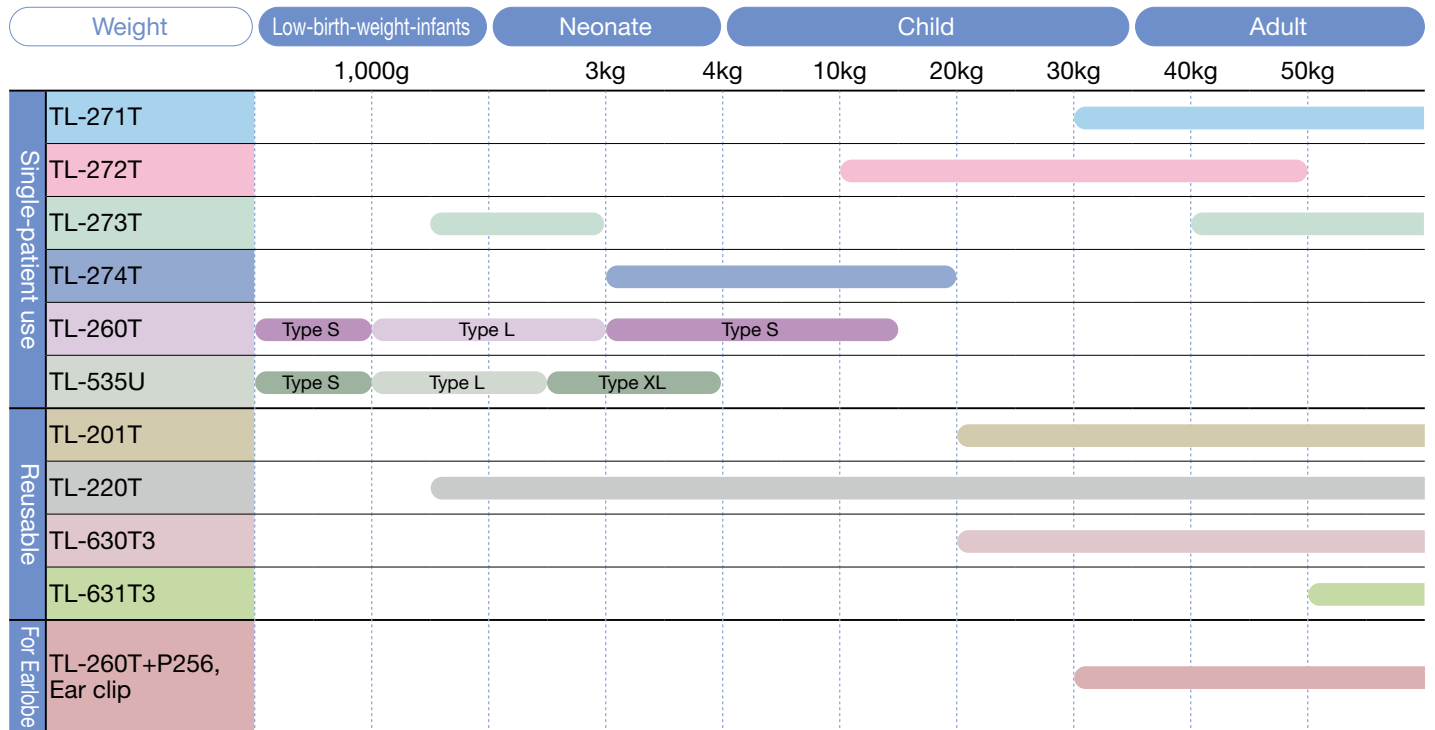 Weight
Low-birth-weight-infants
Neonate
Child
Adult
1,000g
3kg
4kg
10kg
20kg
30kg
40kg
50kg
Single-patient use
TL-271T
TL-272T
TL-273T
TL-274T
TL-260T
Type S
Type L
Type S
TL-535U
Type S
Type L
Type XL
Reusable
TL-201T
TL-220T
TL-630T3
TL-631T3
For Earlobe
TL-260T+P256,
Ear clip